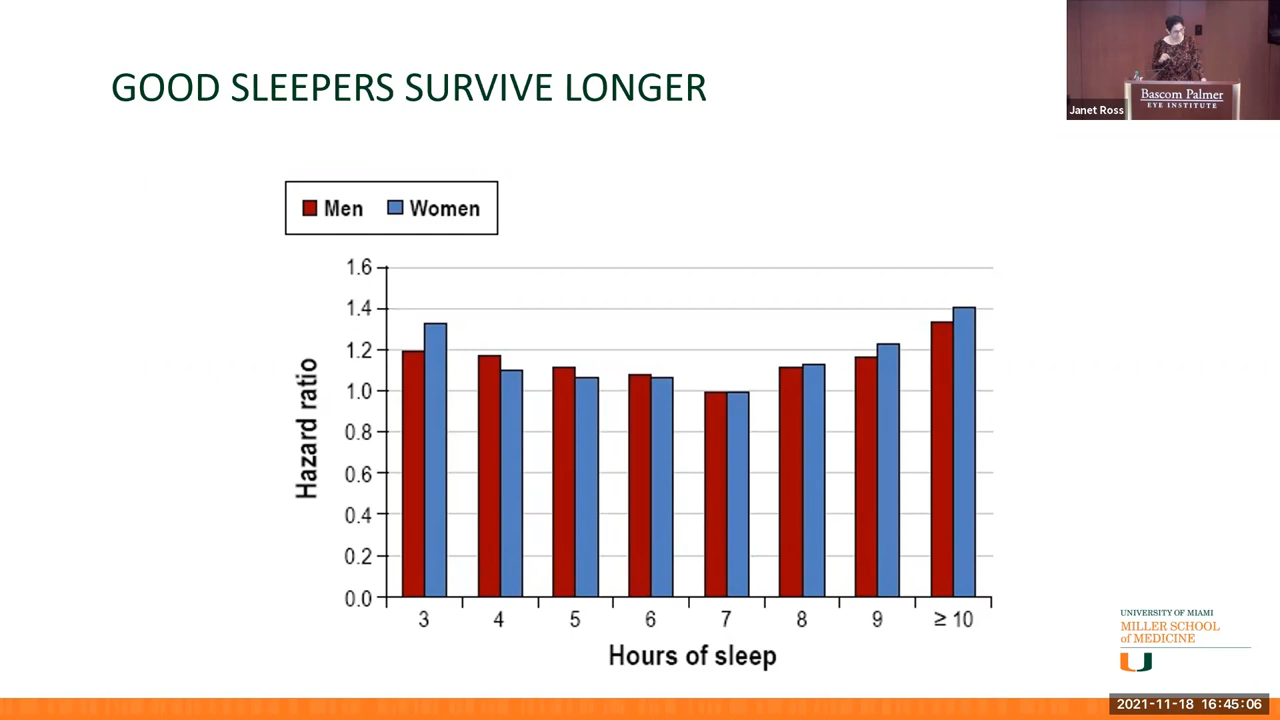 GOOD SLEEPERS SURVIVE LONGER
Bascom Palmer
EYE INSTITUTE
Janet Ross
Men Women
1.6
1.4
1.2
1.0
0.8
0.6
0.4
0.2
0.0
Hazard ratio
3 4 5 6 7 8 9 ≥ 10
Hours of sleep
UNIVERSITY OF MIAMI
MILLER SCHOOL
of MEDICINE
2021-11-18 16:45:06